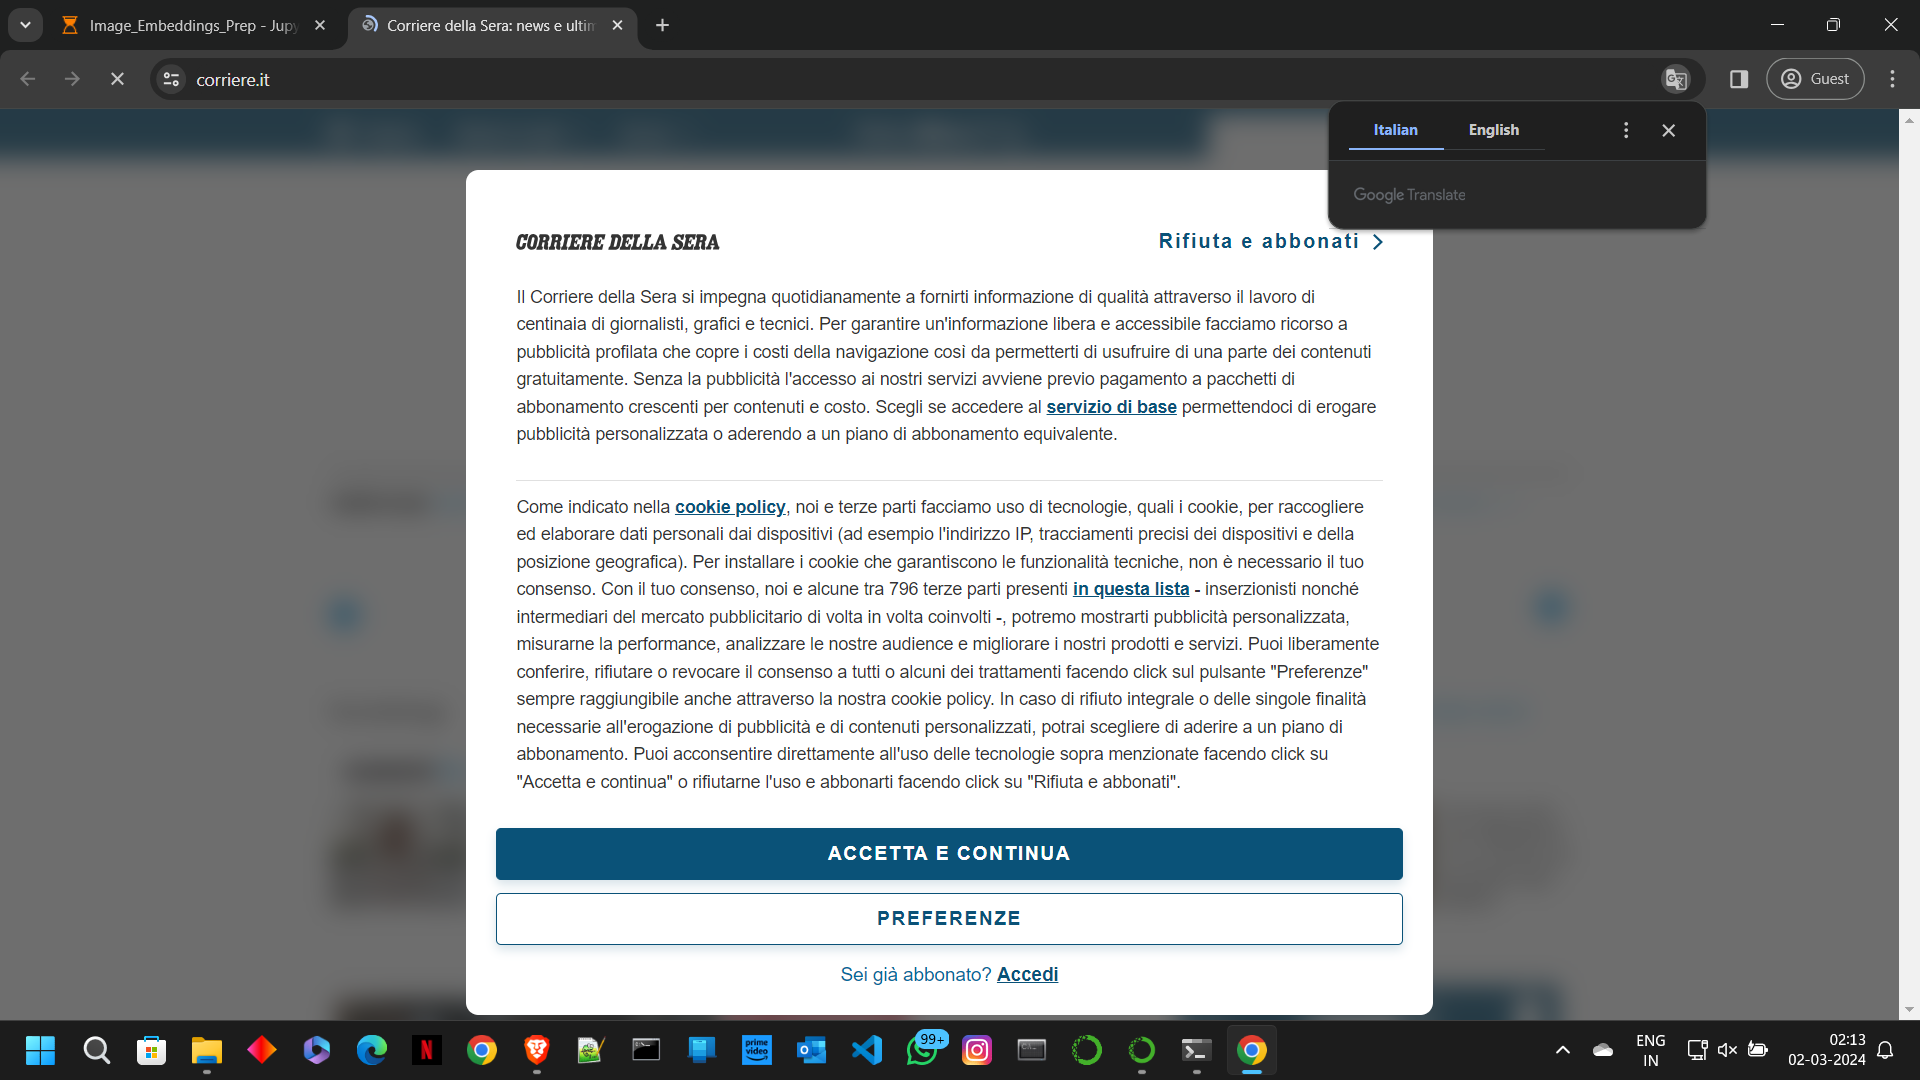 Image_Embeddings_Prep - Jupy
Corriere della Sera: news e ultim
corriere.it
Guest
Italian
English
Google Translate
CORRIERE DELLA SERA
Rifiuta e abbonati
Il Corriere della Sera si impegna quotidianamente a fornirti informazione di qualità attraverso il lavoro di
centinaia di giornalisti, grafici e tecnici. Per garantire un'informazione libera e accessibile facciamo ricorso a
pubblicità profilata che copre i costi della navigazione così da permetterti di usufruire di una parte dei contenuti
gratuitamente. Senza la pubblicità l'accesso ai nostri servizi avviene previo pagamento a pacchetti di
abbonamento crescenti per contenuti e costo. Scegli se accedere al servizio di base permettendoci di erogare
pubblicità personalizzata o aderendo a un piano di abbonamento equivalente.
Come indicato nella cookie policy, noi e terze parti facciamo uso di tecnologie, quali i cookie, per raccogliere
ed elaborare dati personali dai dispositivi (ad esempio l'indirizzo IP, tracciamenti precisi dei dispositivi e della
posizione geografica). Per installare i cookie che garantiscono le funzionalità tecniche, non è necessario il tuo
consenso. Con il tuo consenso, noi e alcune tra 796 terze parti presenti in questa lista - inserzionisti nonché
intermediari del mercato pubblicitario di volta in volta coinvolti -, potremo mostrarti pubblicità personalizzata,
misurarne la performance, analizzare le nostre audience e migliorare i nostri prodotti e servizi. Puoi liberamente
conferire, rifiutare o revocare il consenso a tutti o alcuni dei trattamenti facendo click sul pulsante "Preferenze"
sempre raggiungibile anche attraverso la nostra cookie policy. In caso di rifiuto integrale o delle singole finalità
necessarie all'erogazione di pubblicità e di contenuti personalizzati, potrai scegliere di aderire a un piano di
abbonamento. Puoi acconsentire direttamente all'uso delle tecnologie sopra menzionate facendo click su
"Accetta e continua" o rifiutarne l'uso e abbonarti facendo click su "Rifiuta e abbonati".
ACCETTA E CONTINUA
PREFERENZE
Sei già abbonato? Accedi
prime
video
99+
ENG
IN
02:13
02-03-2024